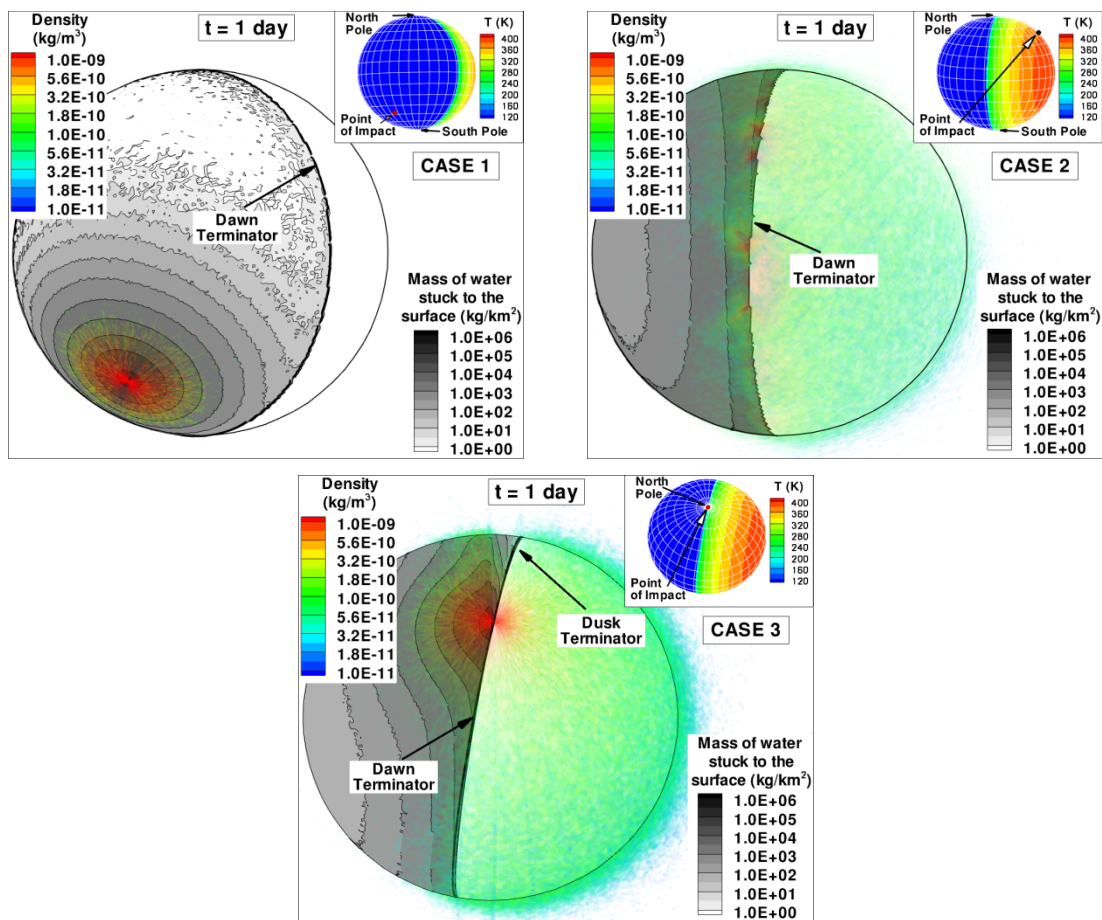 Density
(kg/m³)
1.0E-09
5.6E-10
3.2E-10
1.8E-10
1.0E-10
5.6E-11
3.2E-11
1.8E-11
1.0E-11
t = 1 day
North
Pole
T (K)
400
360
320
280
240
200
160
120
Point
of Impact
South Pole
CASE 1
Dawn
Terminator
Mass of water
stuck to the
surface (kg/km²)
1.0E+06
1.0E+05
1.0E+04
1.0E+03
1.0E+02
1.0E+01
1.0E+00
Density
(kg/m³)
1.0E-09
5.6E-10
3.2E-10
1.8E-10
1.0E-10
5.6E-11
3.2E-11
1.8E-11
1.0E-11
t = 1 day
North
Pole
T (K)
400
360
320
280
240
200
160
120
Point of
Impact
South Pole
CASE 2
Dawn
Terminator
Mass of water
stuck to the
surface (kg/km²)
1.0E+06
1.0E+05
1.0E+04
1.0E+03
1.0E+02
1.0E+01
1.0E+00
Density
(kg/m³)
1.0E-09
5.6E-10
3.2E-10
1.8E-10
1.0E-10
5.6E-11
3.2E-11
1.8E-11
1.0E-11
t = 1 day
North
Pole
T (K)
400
360
320
280
240
200
160
120
Point
of Impact
CASE 3
Dusk
Terminator
Dawn
Terminator
Mass of water
stuck to the
surface (kg/km²)
1.0E+06
1.0E+05
1.0E+04
1.0E+03
1.0E+02
1.0E+01
1.0E+00